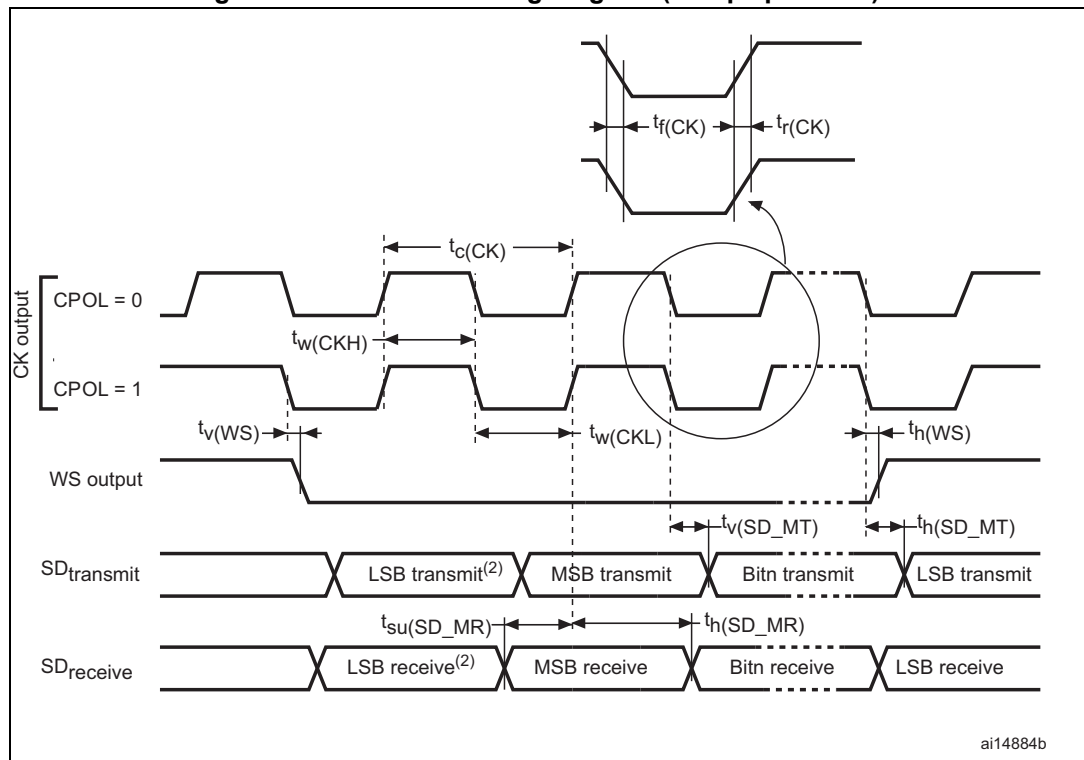 tf(CK)
tr(CK)
tc(CK)
CK output
CPOL = 0
tw(CKH)
CPOL = 1
tv(WS)
tw(CKL)
th(WS)
WS output
tv(SD_MT)
th(SD_MT)
SDtransmit
LSB transmit(2)
MSB transmit
Bitn transmit
LSB transmit
tsu(SD_MR)
th(SD_MR)
SDreceive
LSB receive(2)
MSB receive
Bitn receive
LSB receive
ai14884b